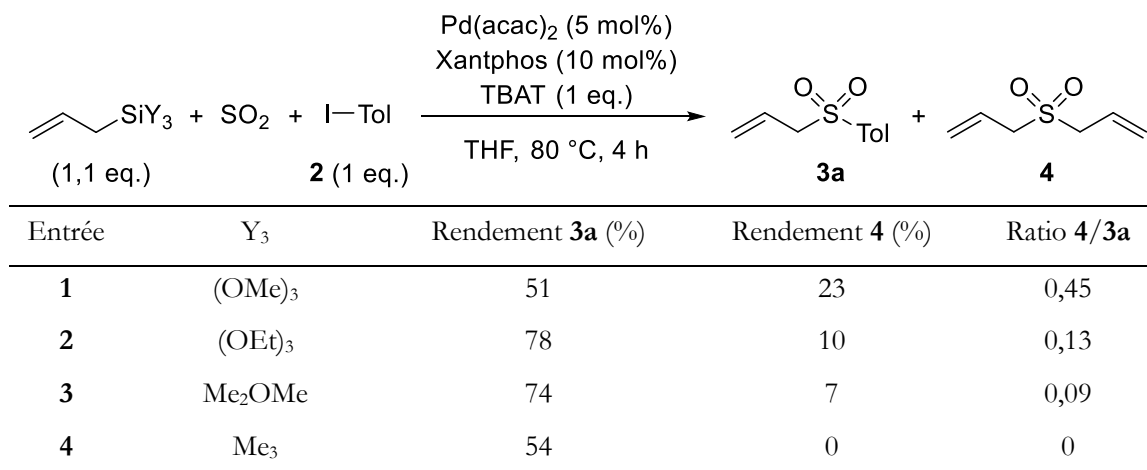 Pd(acac)2 (5 mol%)
Xantphos (10 mol%)
TBAT (1 eq.)
SiY3 + SO2 + I Tol
O O
S
Tol
+
O O
S
THF, 80 °C, 4 h
(1,1 eq.) 2 (1 eq.) 3a 4
Entrée Y3 Rendement 3a (%) Rendement 4 (%) Ratio 4/3a
1 (OMe)3 51 23 0,45
2 (OEt)3 78 10 0,13
3 Me2OMe 74 7 0,09
4 Me3 54 0 0